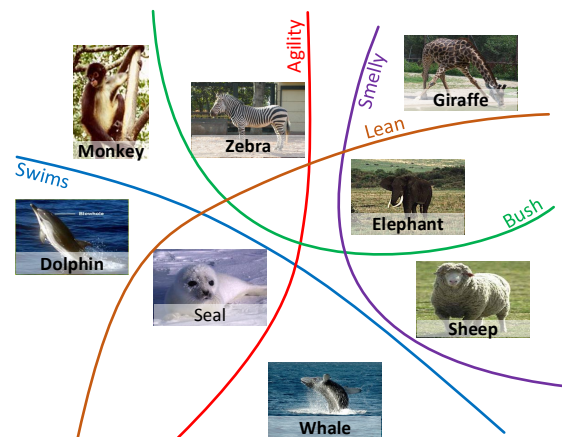 Agility
Smelly
Giraffe
Monkey
Zebra
Lean
Swims
Elephant
Bush
Dolphin
Seal
Sheep
Whale